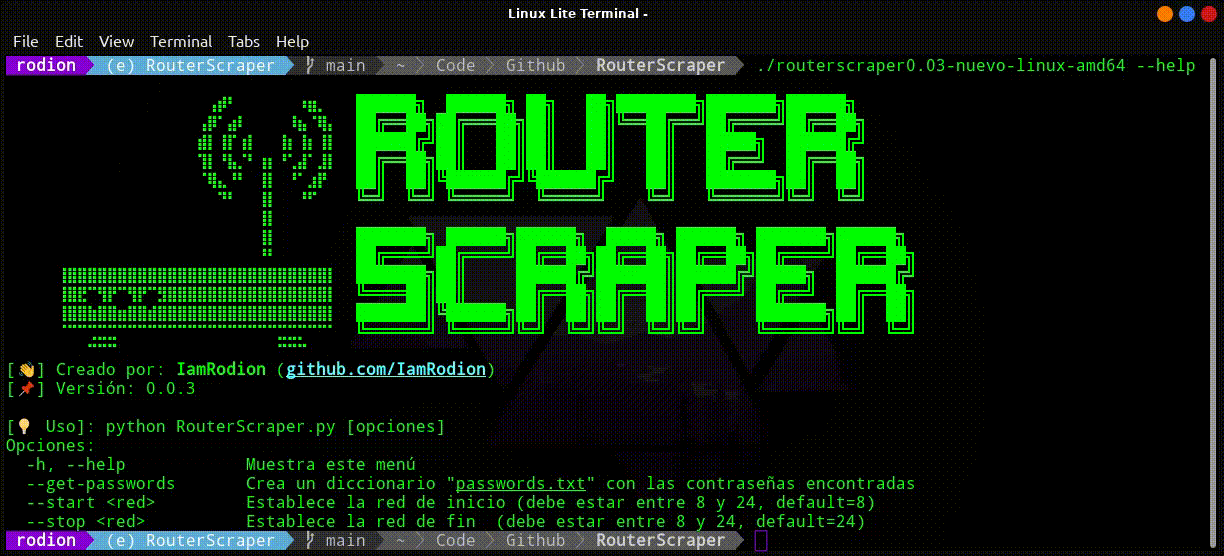 Linux Lite Terminal -
File Edit View Terminal Tabs Help
rodion (e) RouterScraper main ~ Code Github RouterScraper ./routerscraper0.03-nuevo-linux-amd64 --help
ROUTER
SCRAPER
[👋] Creado por: IamRodion (github.com/IamRodion)
[📌] Versión: 0.0.3
[💡 Uso]: python RouterScraper.py [opciones]
Opciones:
-h, --help Muestra este menú
--get-passwords Crea un diccionario "passwords.txt" con las contraseñas encontradas
--start <red> Establece la red de inicio (debe estar entre 8 y 24, default=8)
--stop <red> Establece la red de fin (debe estar entre 8 y 24, default=24)
rodion (e) RouterScraper main ~ Code Github RouterScraper